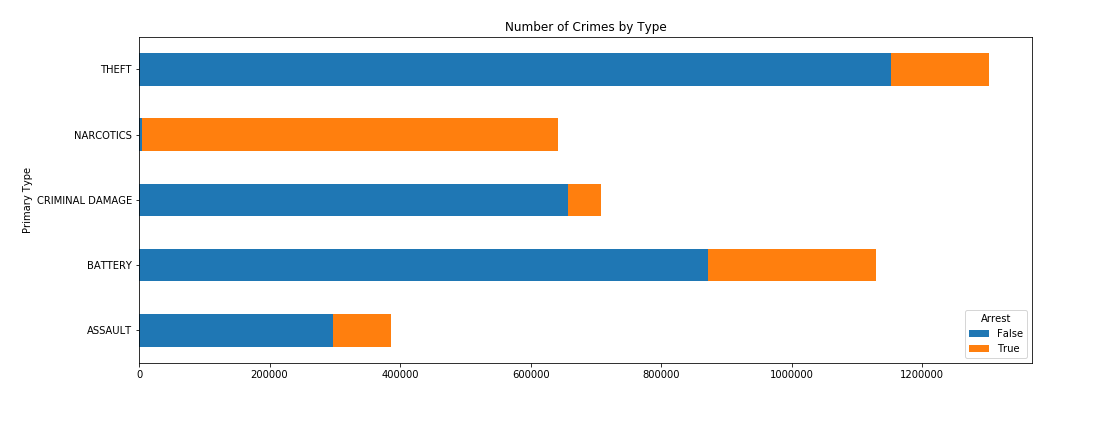 Number of Crimes by Type
Primary Type
THEFT
NARCOTICS
CRIMINAL DAMAGE
BATTERY
ASSAULT
0 200000 400000 600000 800000 1000000 1200000
Arrest
False
True